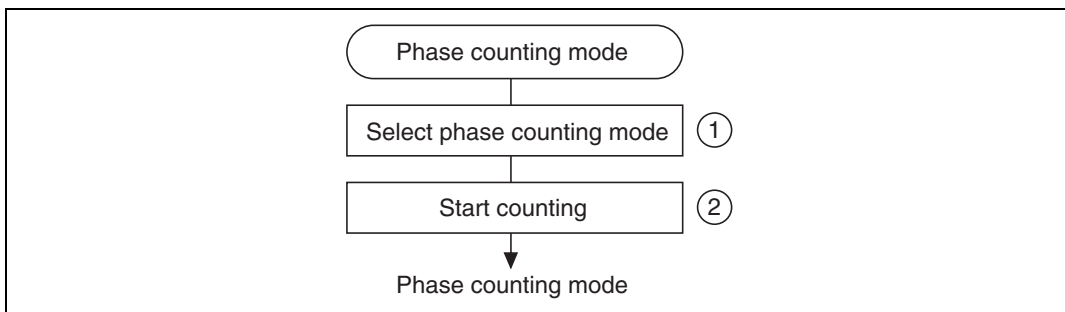 Phase counting mode
Select phase counting mode 1
Start counting 2
Phase counting mode